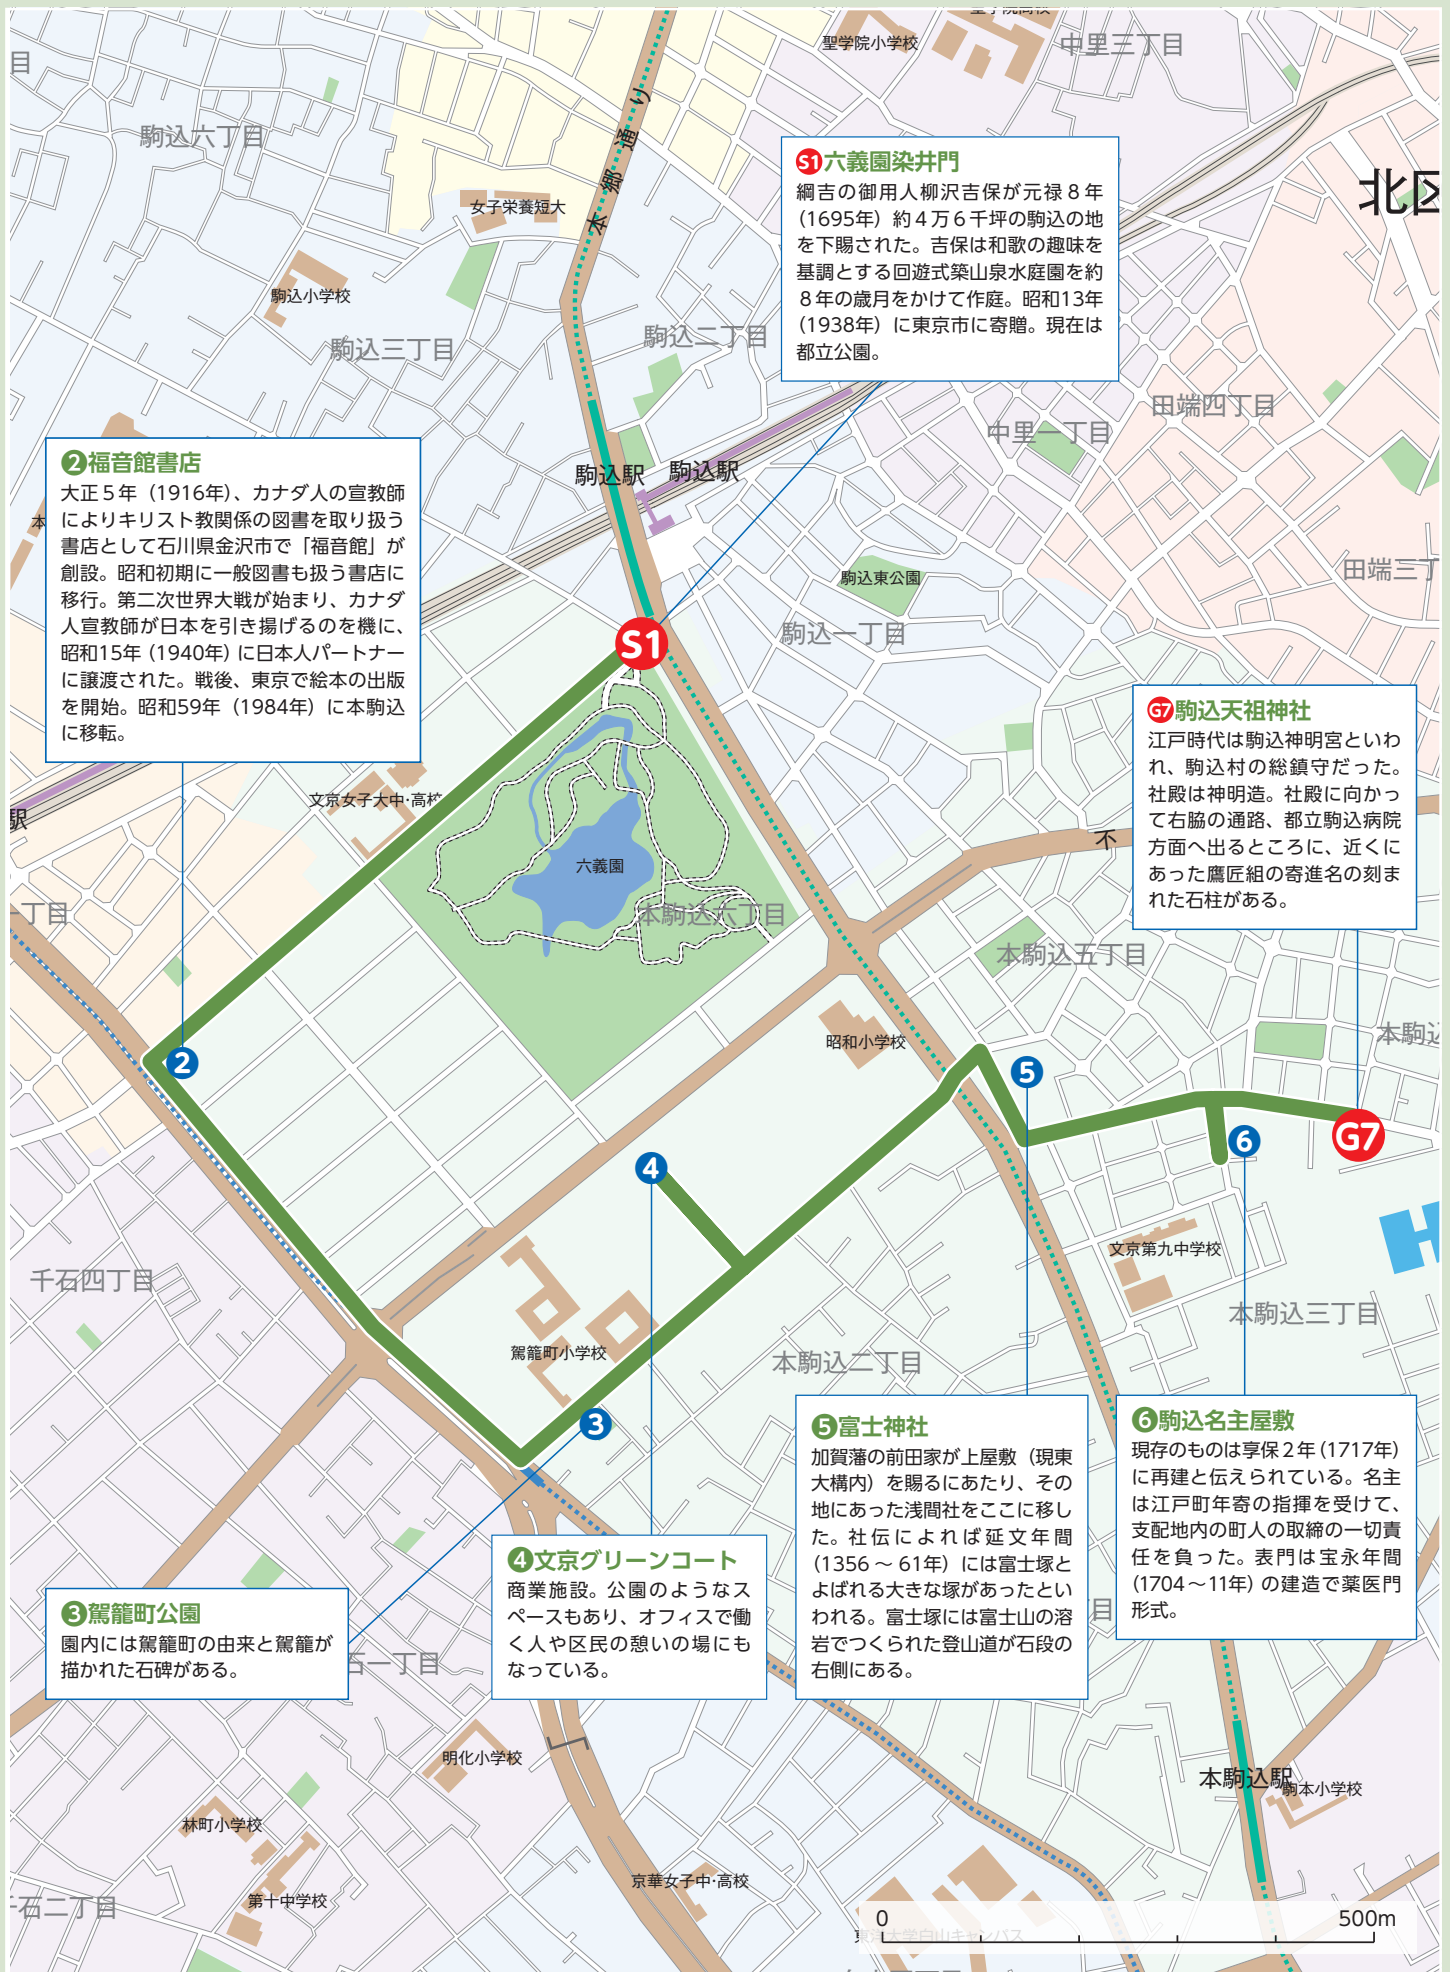 聖学院小学校
中里三丁目
目
駒込六丁目
本郷通り
女子栄養短大
北区
駒込小学校
駒込三丁目
駒込二丁目
S1六義園染井門
綱吉の御用人柳沢吉保が元禄８年
(1695年) 約４万６千坪の駒込の地
を下賜された。吉保は和歌の趣味を
基調とする回遊式築山泉水庭園を約
８年の歳月をかけて作庭。昭和13年
(1938年) に東京市に寄贈。現在は
都立公園。
田端四丁目
中里一丁目
駒込駅
駒込駅
❷福音館書店
大正５年 (1916年)、カナダ人の宣教師
によりキリスト教関係の図書を取り扱う
書店として石川県金沢市で「福音館」が
創設。昭和初期に一般図書も扱う書店に
移行。第二次世界大戦が始まり、カナダ
人宣教師が日本を引き揚げるのを機に、
昭和15年 (1940年) に日本人パートナー
に譲渡された。戦後、東京で絵本の出版
を開始。昭和59年 (1984年) に本駒込
に移転。
本
駒込東公園
田端三丁
駒込一丁目
S1
G7駒込天祖神社
江戸時代は駒込神明宮といわ
れ、駒込村の総鎮守だった。
社殿は神明造。社殿に向かっ
て右脇の通路、都立駒込病院
方面へ出るところに、近くに
あった鷹匠組の寄進名の刻ま
れた石柱がある。
文京女子大中・高校
駅
不
六義園
一丁目
本駒込六丁目
本駒込五丁目
昭和小学校
本駒込
2
5
4
6
G7
文京第九中学校
千石四丁目
本駒込三丁目
駕籠町小学校
本駒込二丁目
3
❺富士神社
加賀藩の前田家が上屋敷 (現東
大構内) を賜るにあたり、その
地にあった浅間社をここに移し
た。社伝によれば延文年間
(1356～61年) には富士塚と
よばれる大きな塚があったとい
われる。富士塚には富士山の溶
岩でつくられた登山道が石段の
右側にある。
❻駒込名主屋敷
現存のものは享保２年 (1717年)
に再建と伝えられている。名主
は江戸町年寄の指揮を受けて、
支配地内の町人の取締の一切責
任を負った。表門は宝永年間
(1704～11年) の建造で薬医門
形式。
❹文京グリーンコート
商業施設。公園のようなス
ペースもあり、オフィスで働
く人や区民の憩いの場にも
なっている。
❸駕籠町公園
園内には駕籠町の由来と駕籠が
描かれた石碑がある。
目
石一丁目
明化小学校
本駒込駅
駒本小学校
林町小学校
京華女子中・高校
第十中学校
千石二丁目
0 500m
東洋大学白山キャンパス